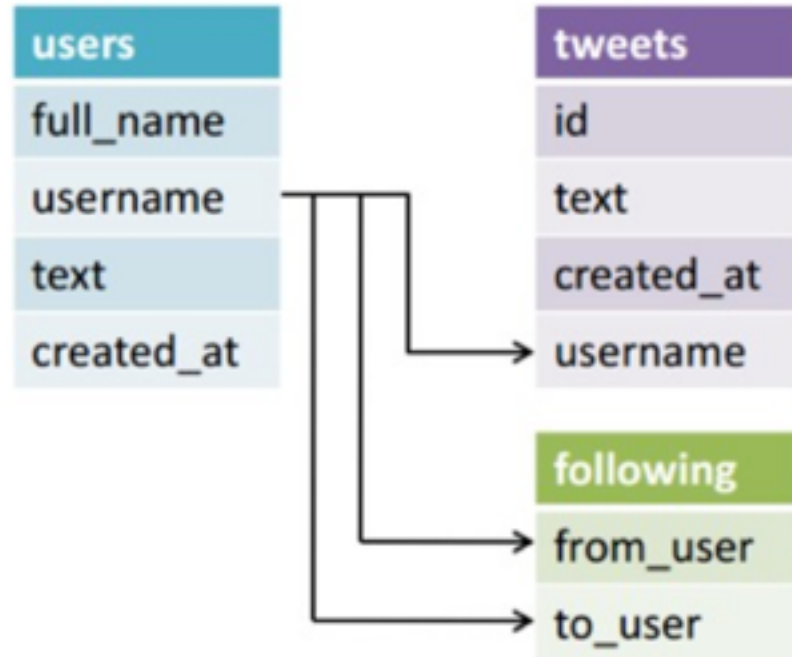 users
full_name
username
text
created_at
tweets
id
text
created_at
username
following
from_user
to_user